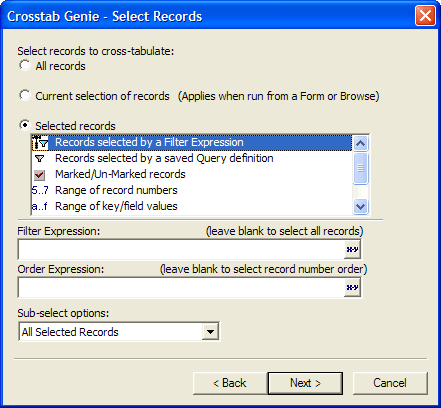 Crosstab Genie - Select Records
Select records to cross-tabulate:
All records
Current selection of records (Applies when run from a Form or Browse)
Selected records
Records selected by a Filter Expression
Records selected by a saved Query definition
Marked/Un-Marked records
5..7 Range of record numbers
a..f Range of key/field values
Filter Expression: (leave blank to select all records)
Order Expression: (leave blank to select record number order)
Sub-select options:
All Selected Records
< Back Next > Cancel